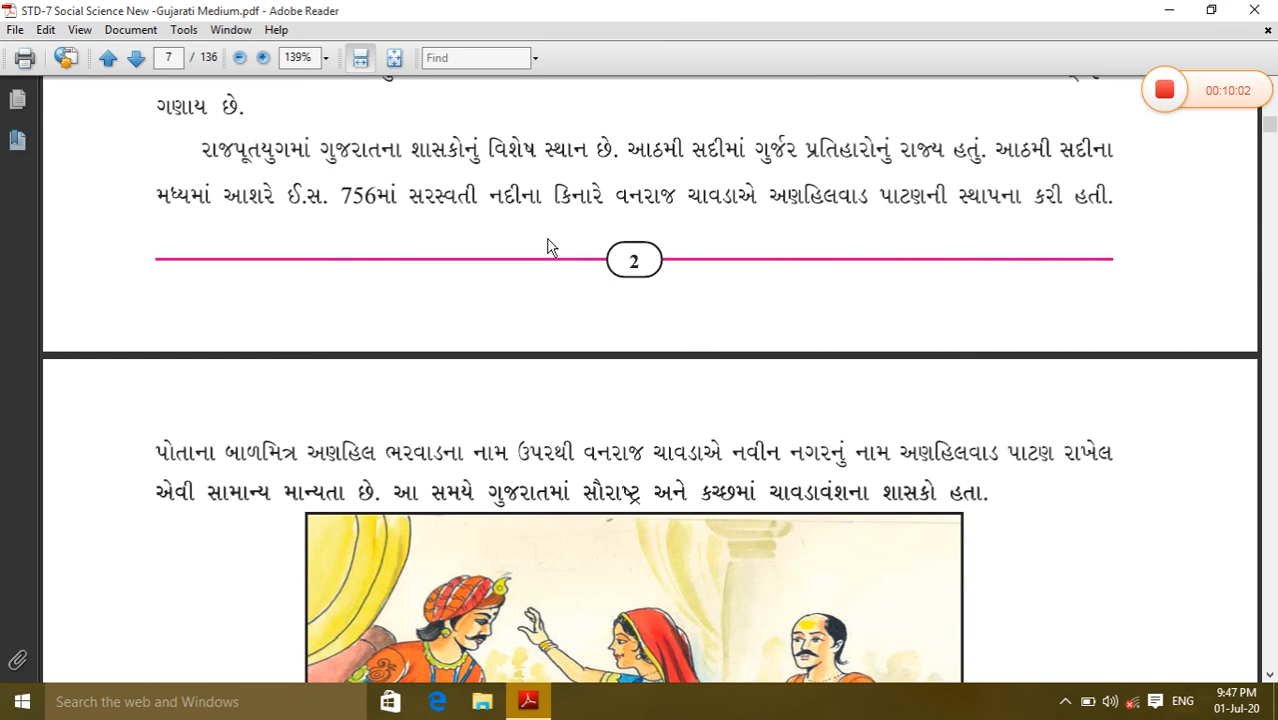 STD-7 Social Science New -Gujarati Medium.pdf - Adobe Reader
File Edit View Document Tools Window Help
7 / 136 139% Find
00:10:02
ગણાય છે.
રાજપૂતયુગમાં ગુજરાતના શાસકોનું વિશેષ સ્થાન છે. આઠમી સદીમાં ગુર્જર પ્રતિહારોનું રાજ્ય હતું. આઠમી સદીના
મધ્યમાં આશરે ઈ.સ. 756માં સરસ્વતી નદીના કિનારે વનરાજ ચાવડાએ અણહિલવાડ પાટણની સ્થાપના કરી હતી.
2
પોતાના બાળમિત્ર અણહિલ ભરવાડના નામ ઉપરથી વનરાજ ચાવડાએ નવીન નગરનું નામ અણહિલવાડ પાટણ રાખેલ
એવી સામાન્ય માન્યતા છે. આ સમયે ગુજરાતમાં સૌરાષ્ટ્ર અને કચ્છમાં ચાવડાવંશના શાસકો હતા.
Search the web and Windows
ENG
9:47 PM
01-Jul-20